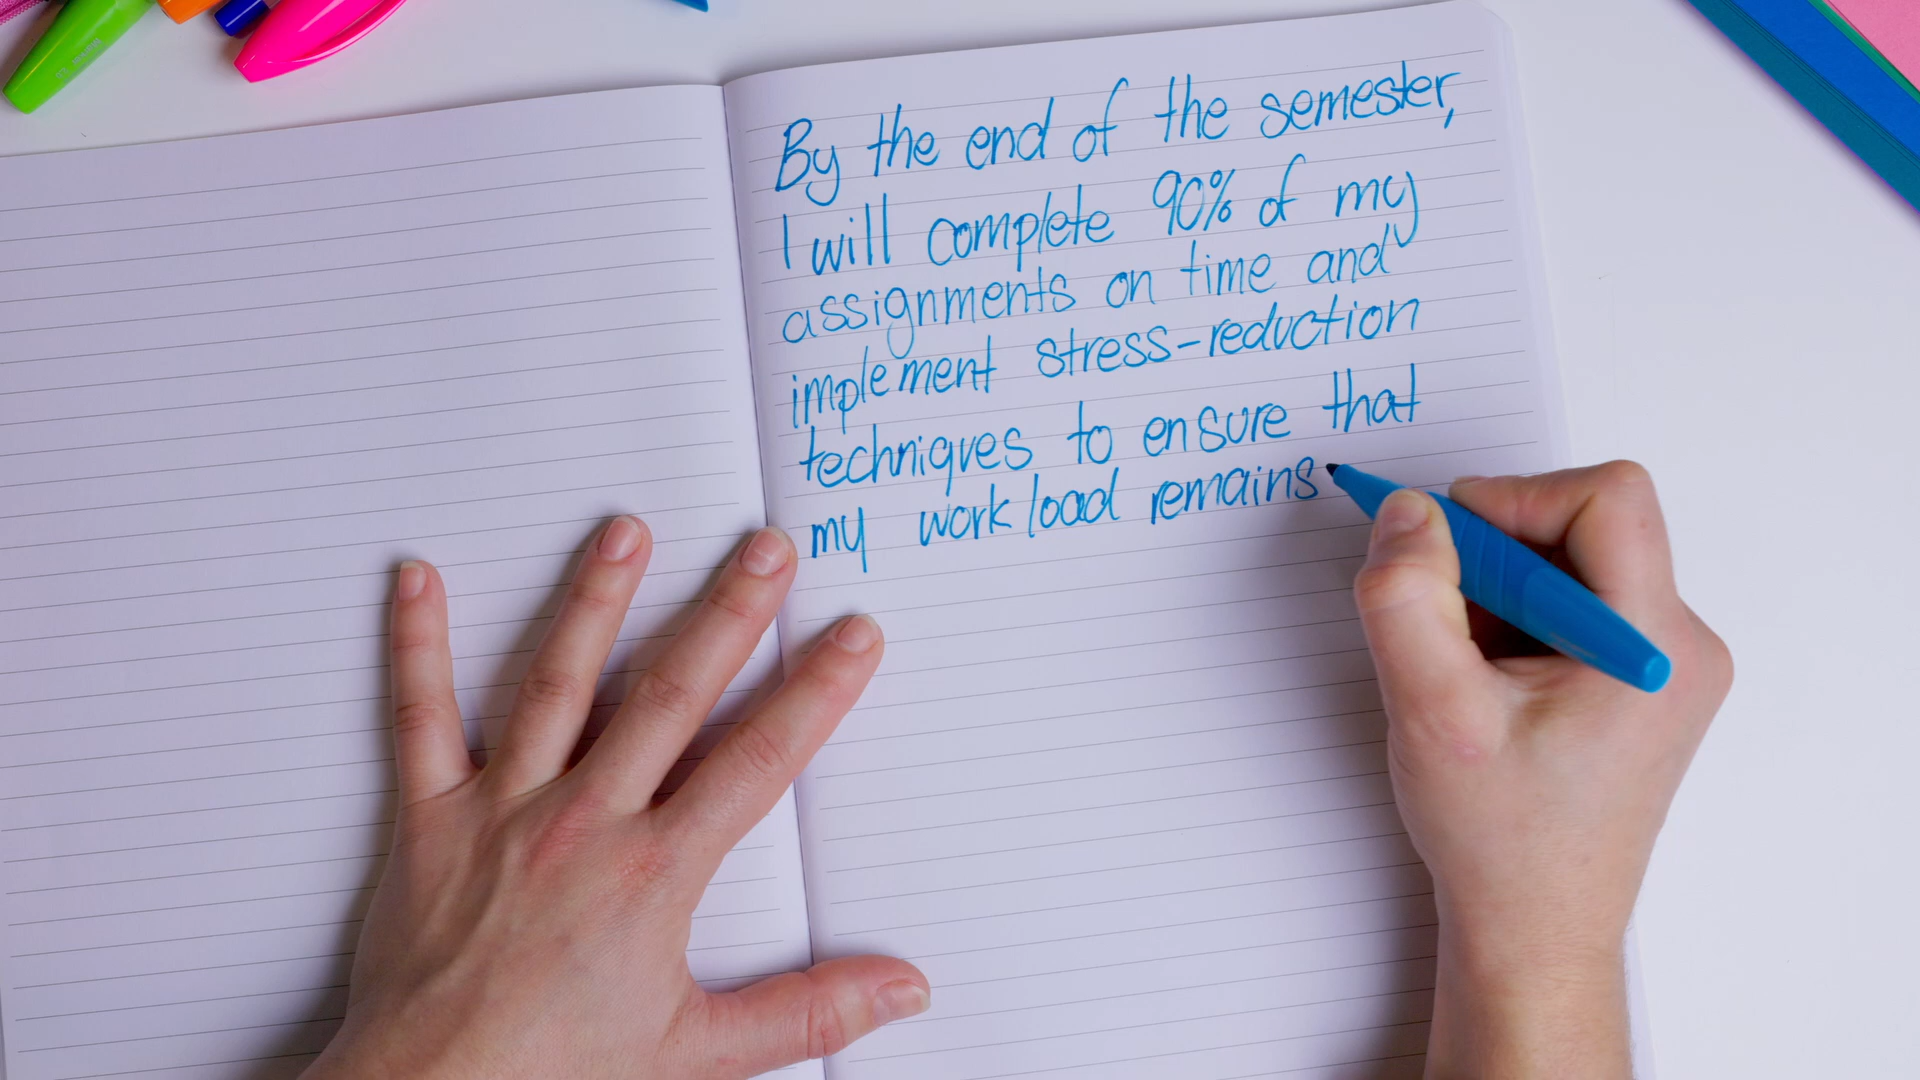 By the end of the semester,
I will complete 90% of my
assignments on time and
implement stress-reduction
techniques to ensure that
my workload remains